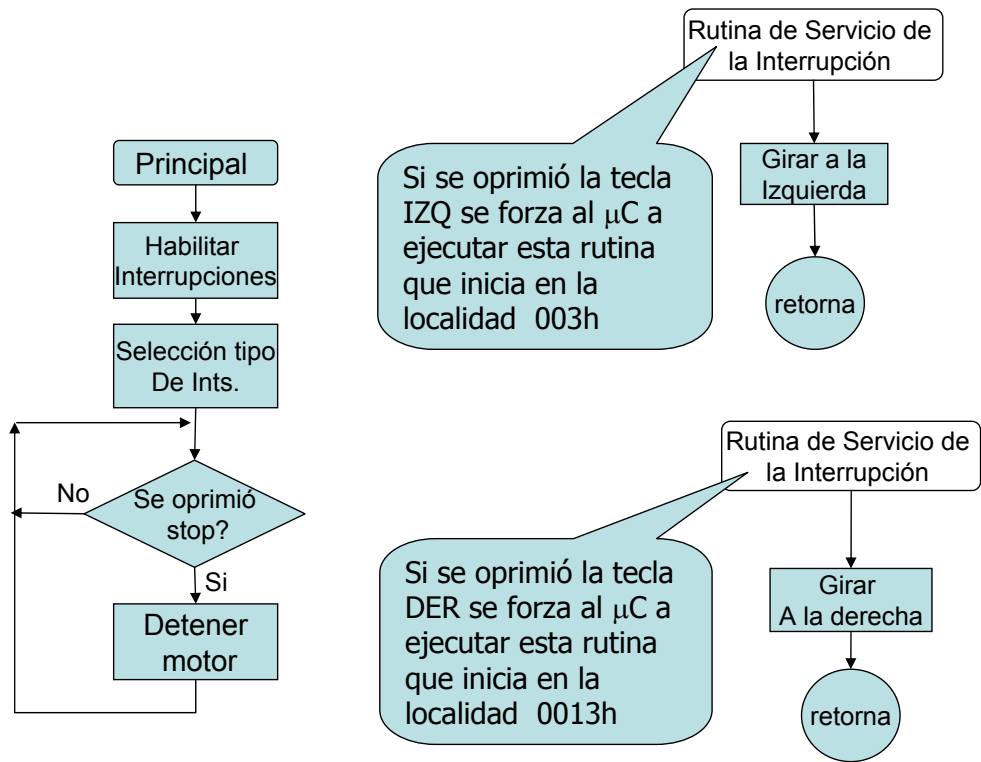 Principal
Habilitar
Interrupciones
Selección tipo
De Ints.
Se oprimió
stop?
No
Si
Detener
motor
Rutina de Servicio de
la Interrupción
Si se oprimió la tecla
IZQ se forza al μC a
ejecutar esta rutina
que inicia en la
localidad 003h
Girar a la
Izquierda
retorna
Rutina de Servicio de
la Interrupción
Si se oprimió la tecla
DER se forza al μC a
ejecutar esta rutina
que inicia en la
localidad 0013h
Girar
A la derecha
retorna